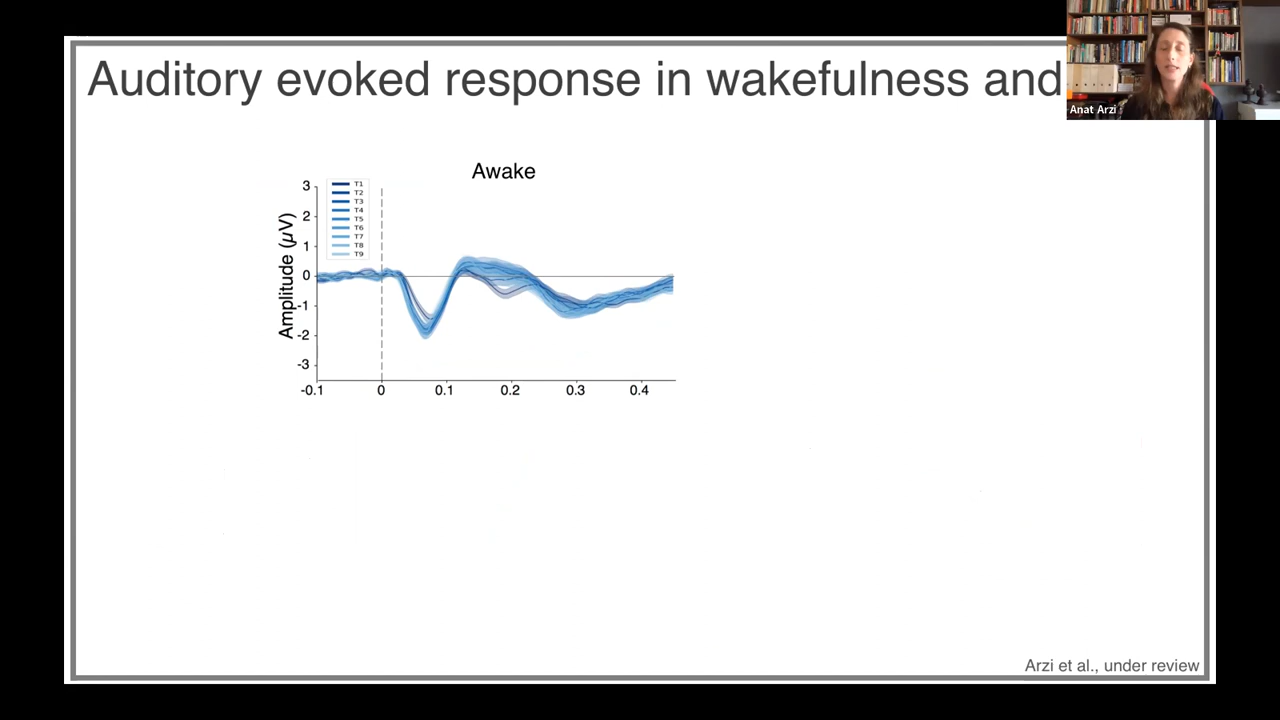 Auditory evoked response in wakefulness and
Anat Arzi
Awake
3
2
1
0
-1
-2
-3
Amplitude (µV)
T1
T2
T3
T4
T5
T6
T7
T8
T9
-0.1 0 0.1 0.2 0.3 0.4
Arzi et al., under review